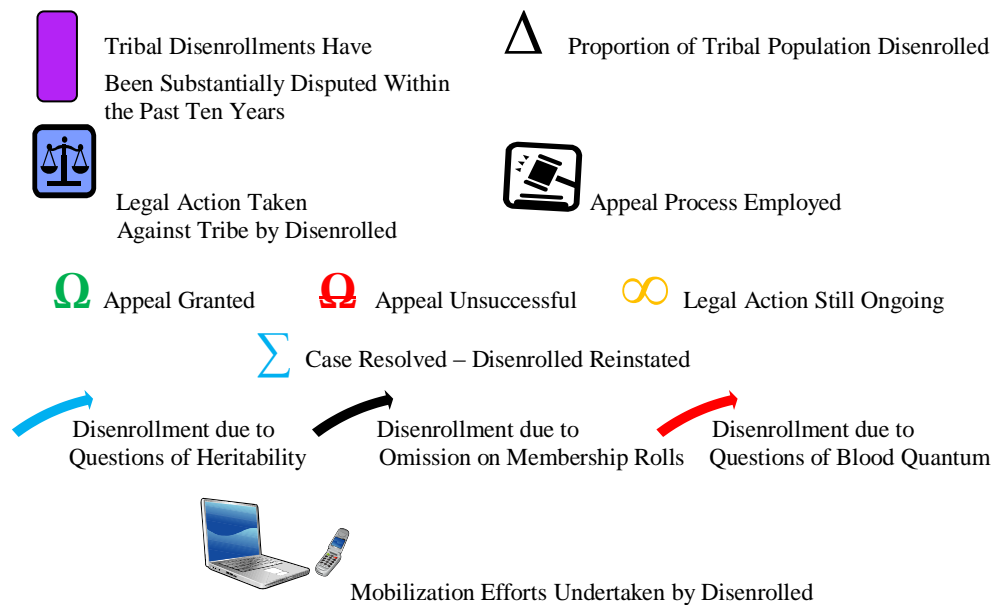 Tribal Disenrollments Have
Been Substantially Disputed Within
the Past Ten Years
Δ Proportion of Tribal Population Disenrolled
Legal Action Taken
Against Tribe by Disenrolled
Appeal Process Employed
Ω Appeal Granted
Ω Appeal Unsuccessful
∞ Legal Action Still Ongoing
∑ Case Resolved – Disenrolled Reinstated
Disenrollment due to
Questions of Heritability
Disenrollment due to
Omission on Membership Rolls
Disenrollment due to
Questions of Blood Quantum
Mobilization Efforts Undertaken by Disenrolled